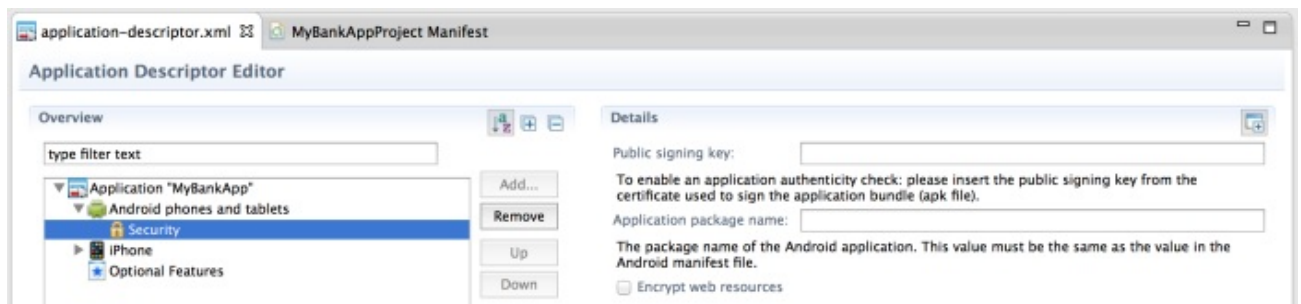 application-descriptor.xml
MyBankAppProject Manifest
Application Descriptor Editor
Overview
Details
type filter text
Public signing key:
To enable an application authenticity check: please insert the public signing key from the
certificate used to sign the application bundle (apk file).
Application "MyBankApp"
Add...
Android phones and tablets
Remove
Application package name:
Security
iPhone
Up
The package name of the Android application. This value must be the same as the value in the
Android manifest file.
Optional Features
Down
Encrypt web resources